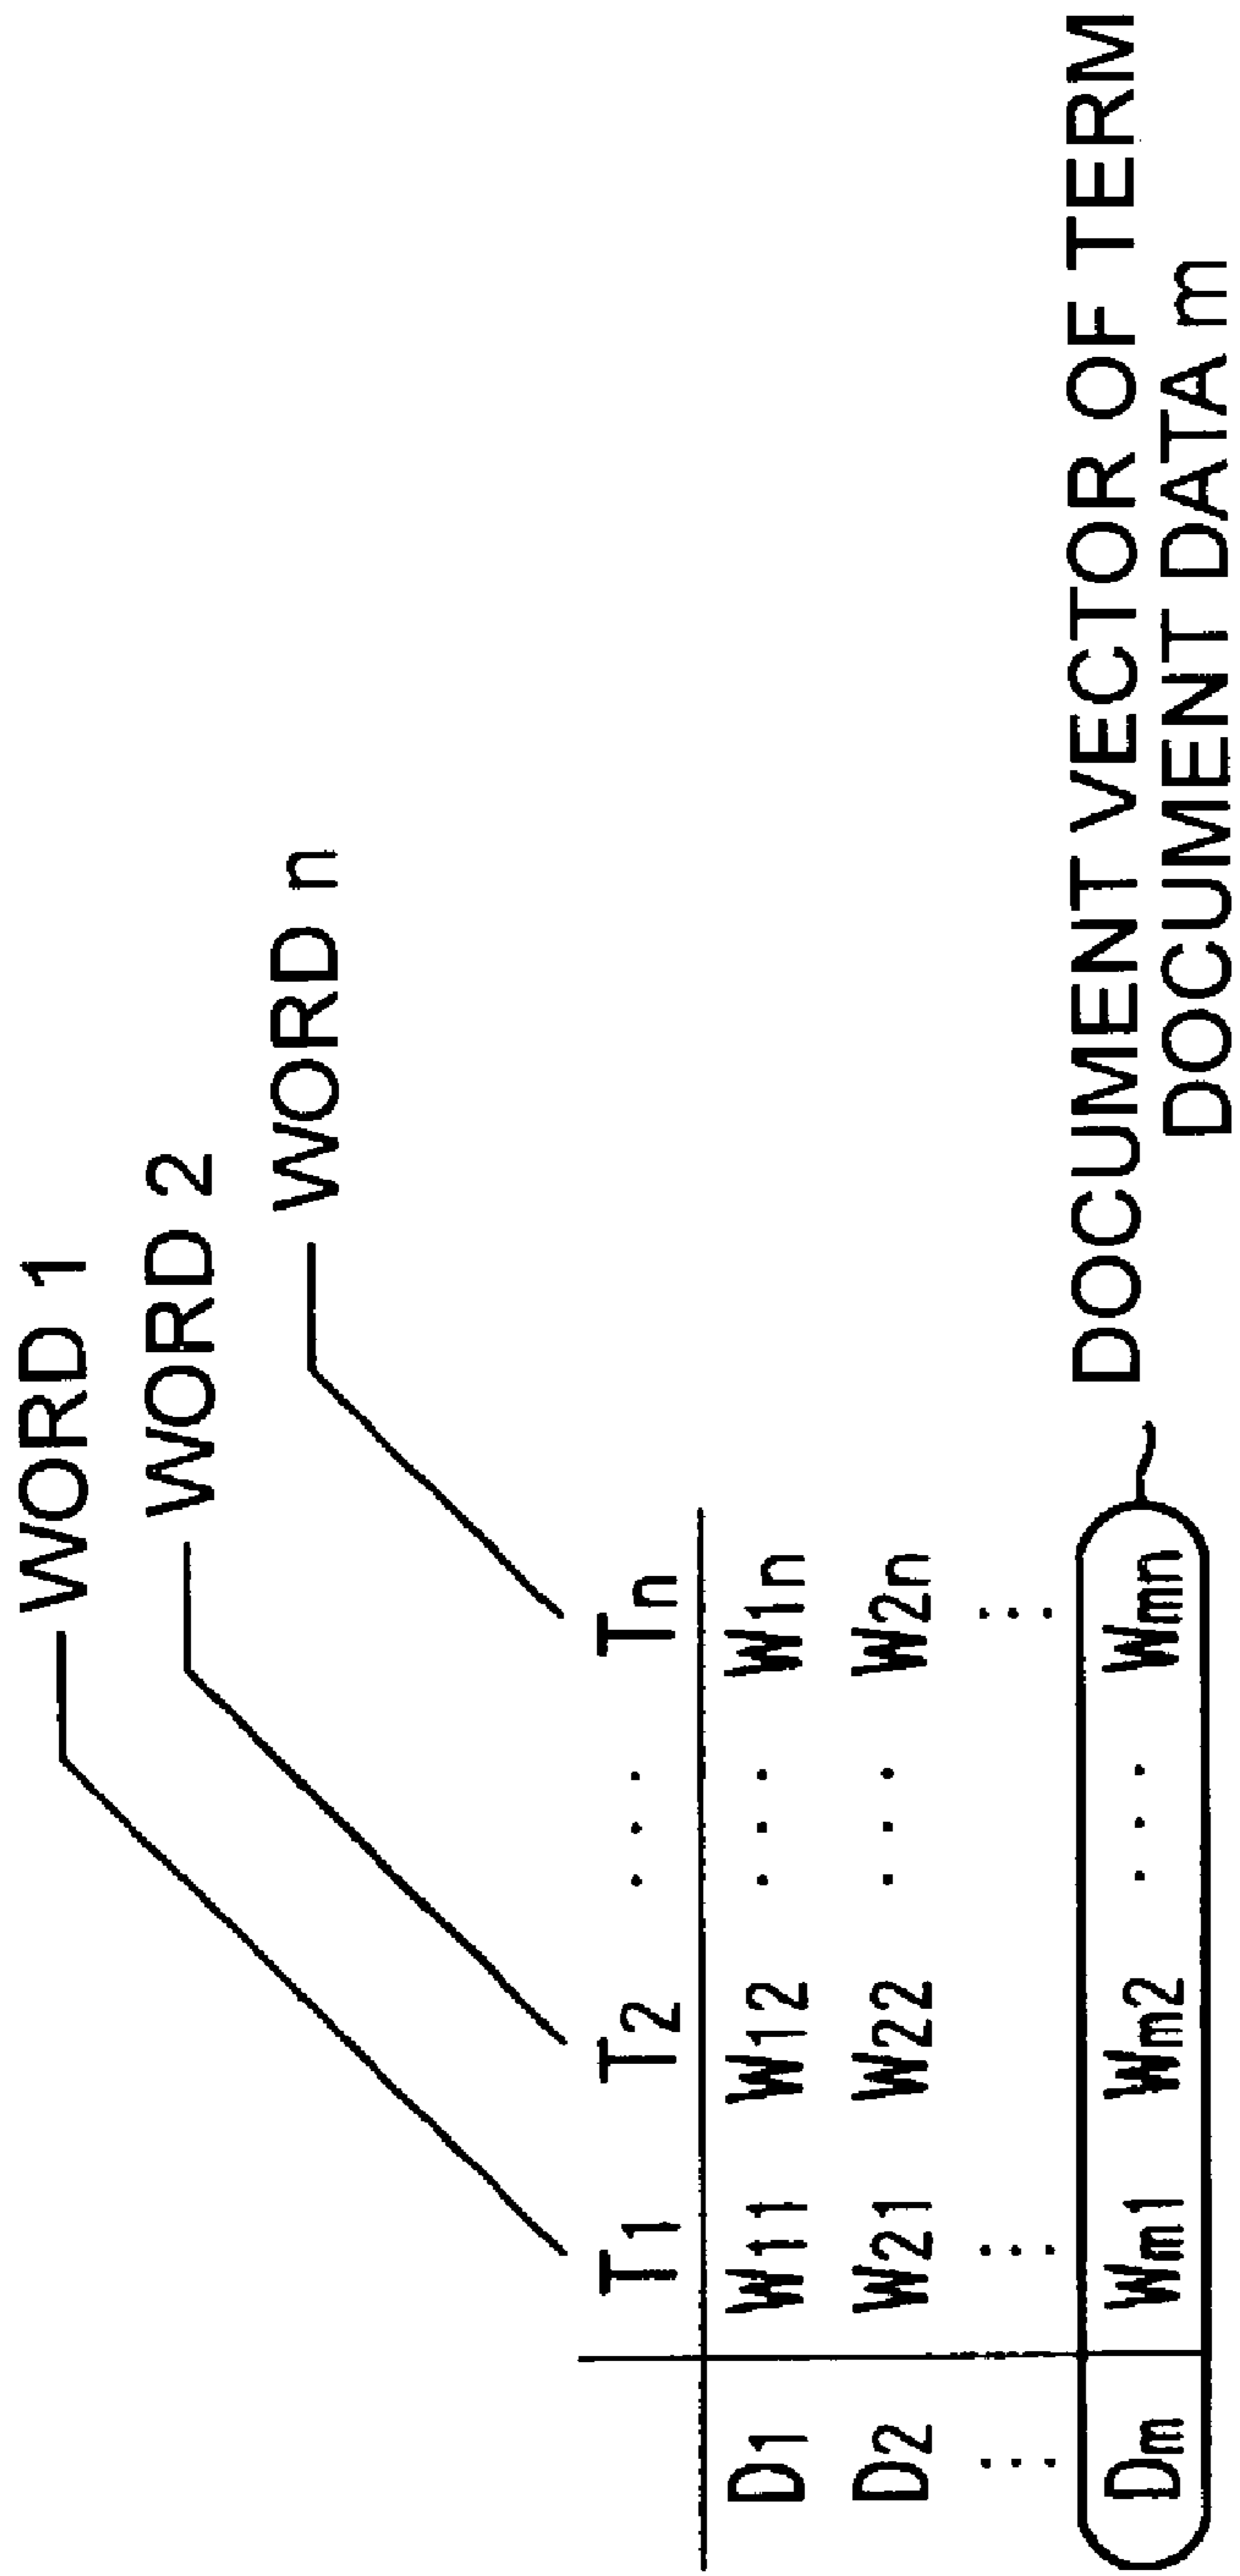 WORD 1
WORD 2
WORD n
T1 T2 ... Tn
D1 W11 W12 ... W1n
D2 W21 W22 ... W2n
⋮ ⋮ ⋮
Dm Wm1 Wm2 ... Wmn
DOCUMENT VECTOR OF TERM
DOCUMENT DATA m